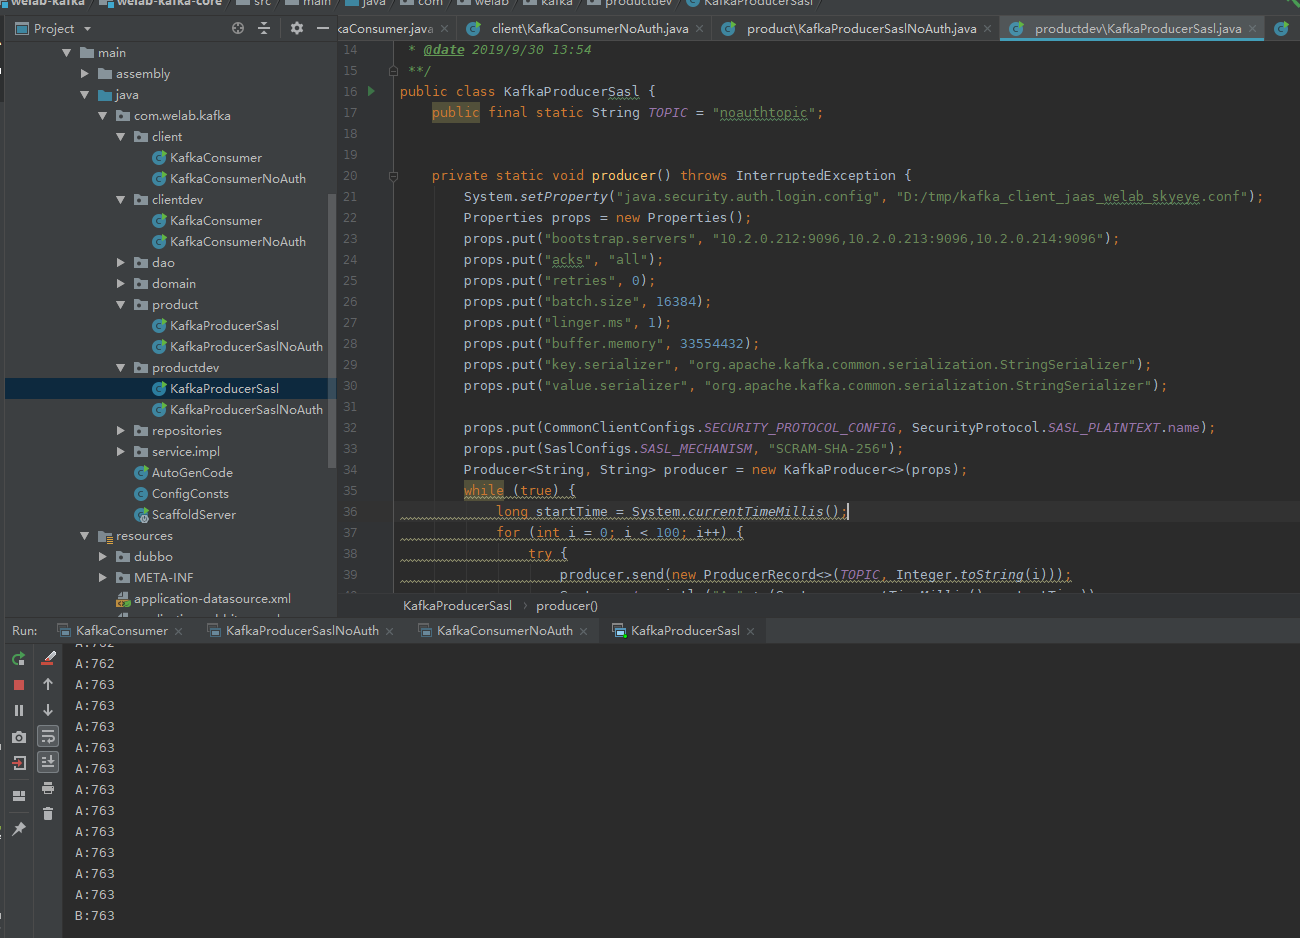 welab-kafka welab-kafka-core src main java com welab kafka productdev KafkaProducerSasl
Project
kaConsumer.java client\KafkaConsumerNoAuth.java product\KafkaProducerSaslNoAuth.java productdev\KafkaProducerSasl.java
main
assembly
java
com.welab.kafka
client
KafkaConsumer
KafkaConsumerNoAuth
clientdev
KafkaConsumer
KafkaConsumerNoAuth
dao
domain
product
KafkaProducerSasl
KafkaProducerSaslNoAuth
productdev
KafkaProducerSasl
KafkaProducerSaslNoAuth
repositories
service.impl
AutoGenCode
ConfigConsts
ScaffoldServer
resources
dubbo
META-INF
application-datasource.xml
14 * @date 2019/9/30 13:54
15 **/
16 public class KafkaProducerSasl {
17 public final static String TOPIC = "noauthtopic";
18
19
20 private static void producer() throws InterruptedException {
21 System.setProperty("java.security.auth.login.config", "D:/tmp/kafka_client_jaas_welab_skyeye.conf");
22 Properties props = new Properties();
23 props.put("bootstrap.servers", "10.2.0.212:9096,10.2.0.213:9096,10.2.0.214:9096");
24 props.put("acks", "all");
25 props.put("retries", 0);
26 props.put("batch.size", 16384);
27 props.put("linger.ms", 1);
28 props.put("buffer.memory", 33554432);
29 props.put("key.serializer", "org.apache.kafka.common.serialization.StringSerializer");
30 props.put("value.serializer", "org.apache.kafka.common.serialization.StringSerializer");
31
32 props.put(CommonClientConfigs.SECURITY_PROTOCOL_CONFIG, SecurityProtocol.SASL_PLAINTEXT.name);
33 props.put(SaslConfigs.SASL_MECHANISM, "SCRAM-SHA-256");
34 Producer<String, String> producer = new KafkaProducer<>(props);
35 while (true) {
36 long startTime = System.currentTimeMillis();
37 for (int i = 0; i < 100; i++) {
38 try {
39 producer.send(new ProducerRecord<>(TOPIC, Integer.toString(i)));
KafkaProducerSasl › producer()
Run: KafkaConsumer KafkaProducerSaslNoAuth KafkaConsumerNoAuth KafkaProducerSasl
A:762
A:762
A:763
A:763
A:763
A:763
A:763
A:763
A:763
A:763
A:763
A:763
A:763
B:763